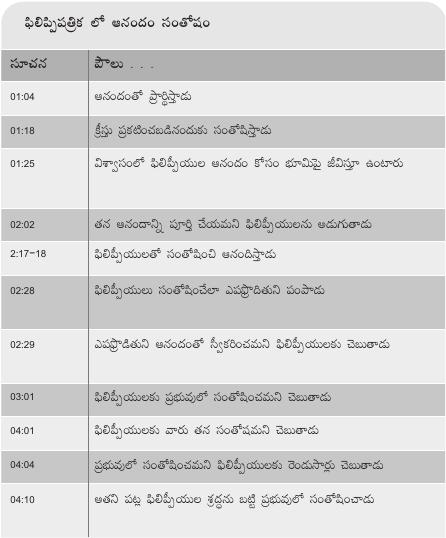 ఫిలిప్పిపత్రిక లో ఆనందం సంతోషం
సూచన పౌలు . . .
01:04 ఆనందంతో ప్రార్థిస్తాడు
01:18 క్రీస్తు ప్రకటించబడినందుకు సంతోషిస్తాడు
01:25 విశ్వాసంలో ఫిలిప్పీయుల ఆనందం కోసం భూమిపై జీవిస్తూ ఉంటారు
02:02 తన ఆనందాన్ని పూర్తి చేయమని ఫిలిప్పీయులను అడుగుతాడు
2:17–18 ఫిలిప్పీయులతో సంతోషించి ఆనందిస్తాడు
02:28 ఫిలిప్పీయులు సంతోషించేలా ఎపఫ్రొదితుని పంపాడు
02:29 ఎపఫ్రొడితుని ఆనందంతో స్వీకరించమని ఫిలిప్పీయులకు చెబుతాడు
03:01 ఫిలిప్పీయులకు ప్రభువులో సంతోషించమని చెబుతాడు
04:01 ఫిలిప్పీయులకు వారు తన సంతోషమని చెబుతాడు
04:04 ప్రభువులో సంతోషించమని ఫిలిప్పీయులకు రెండుసార్లు చెబుతాడు
04:10 అతని పట్ల ఫిలిప్పీయుల శ్రద్ధను బట్టి ప్రభువులో సంతోషించాడు